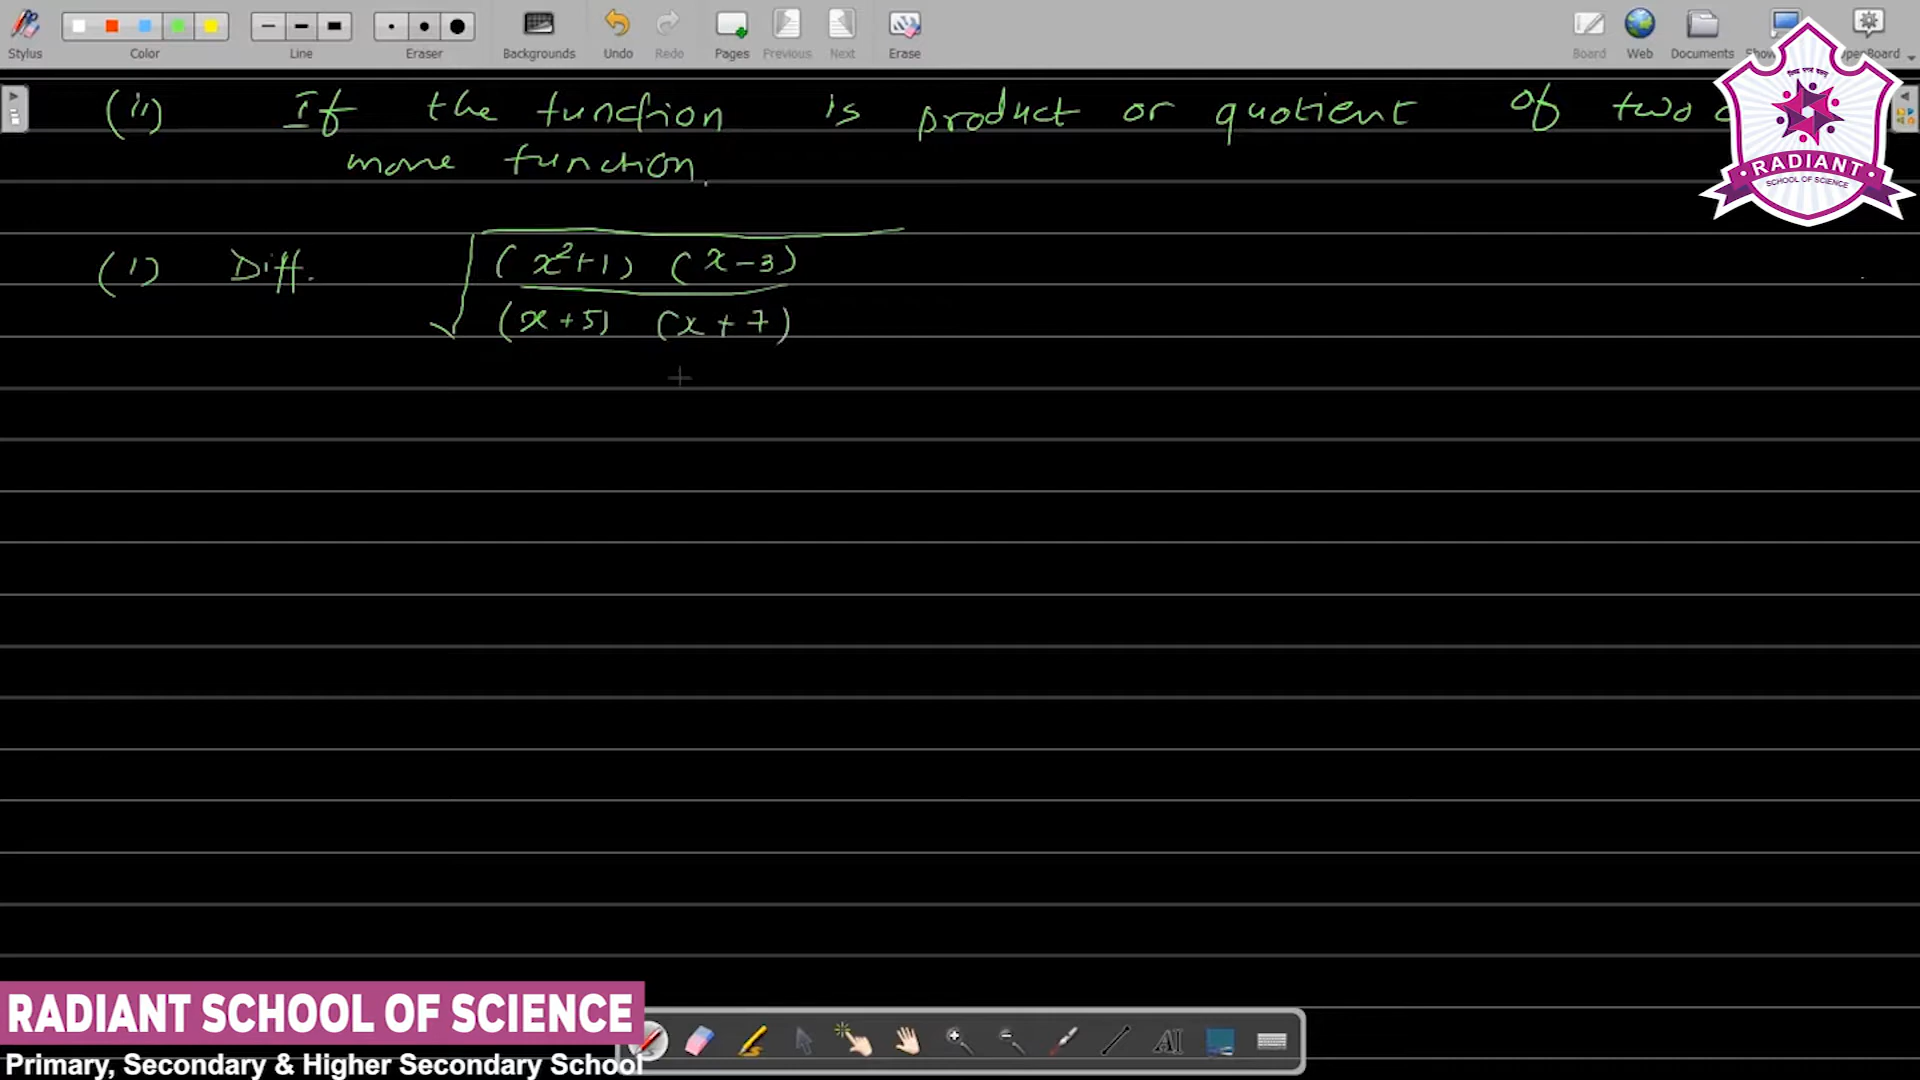 Stylus Color Line Eraser Backgrounds Undo Redo Pages Previous Next Erase Board Web Documents
(ii) If the function is product or quotient of two
more function.
(1) Diff. √((x²+1) (x-3) / (x+5) (x+7))
RADIANT
SCHOOL OF SCIENCE
RADIANT SCHOOL OF SCIENCE
Primary, Secondary & Higher Secondary School